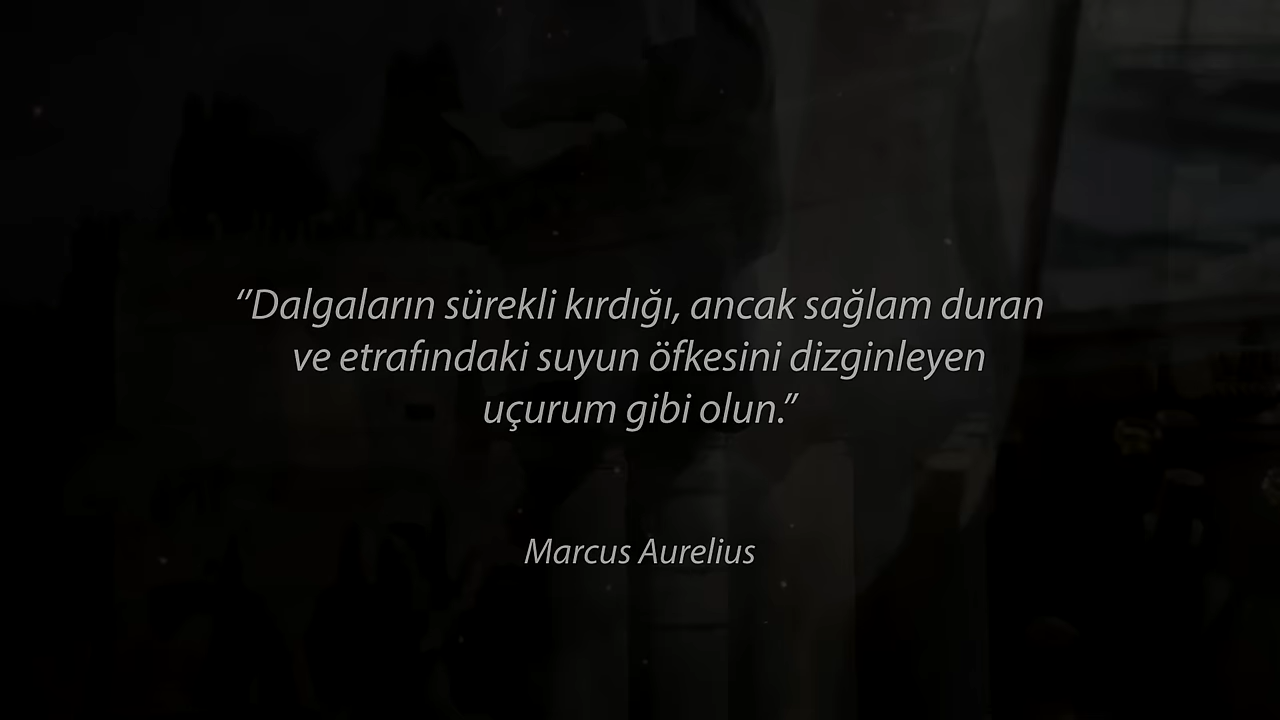 “Dalgaların sürekli kırdığı, ancak sağlam duran
ve etrafındaki suyun öfkesini dizginleyen
uçurum gibi olun.”
Marcus Aurelius